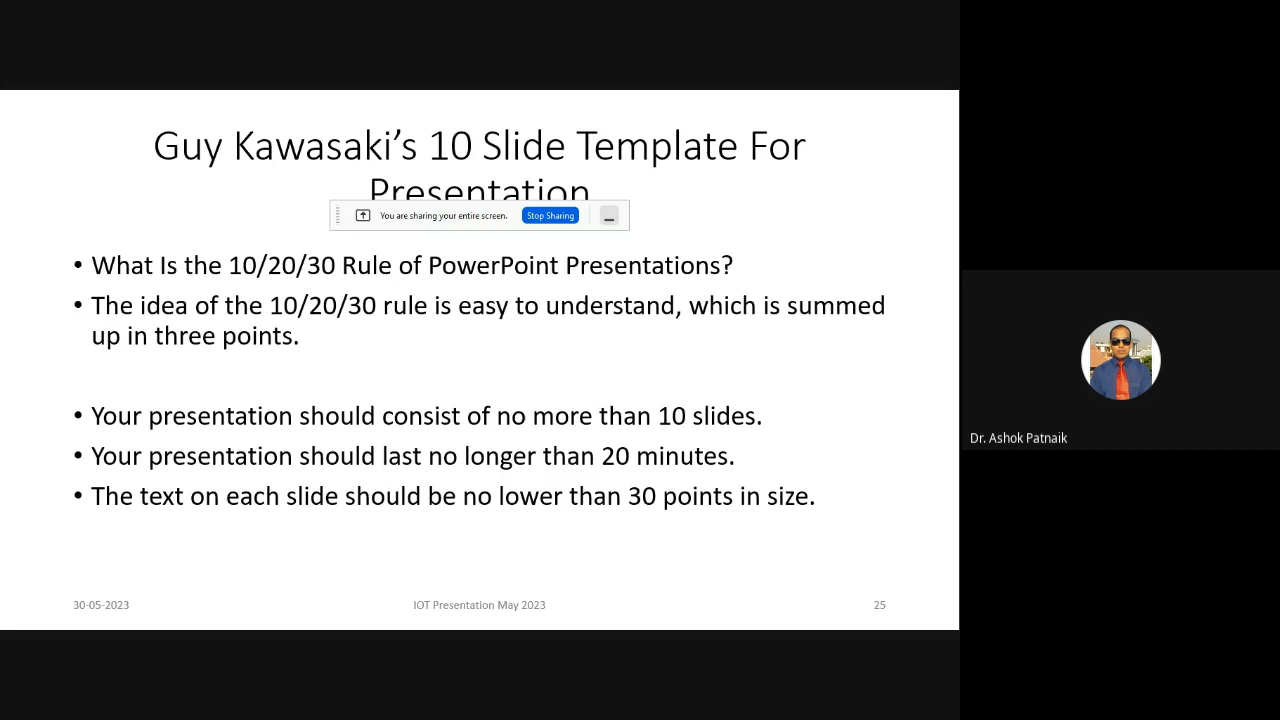 Guy Kawasaki’s 10 Slide Template For
Presentation
You are sharing your entire screen. Stop Sharing
• What Is the 10/20/30 Rule of PowerPoint Presentations?
• The idea of the 10/20/30 rule is easy to understand, which is summed
up in three points.
• Your presentation should consist of no more than 10 slides.
• Your presentation should last no longer than 20 minutes.
• The text on each slide should be no lower than 30 points in size.
30-05-2023 IOT Presentation May 2023 25
Dr. Ashok Patnaik